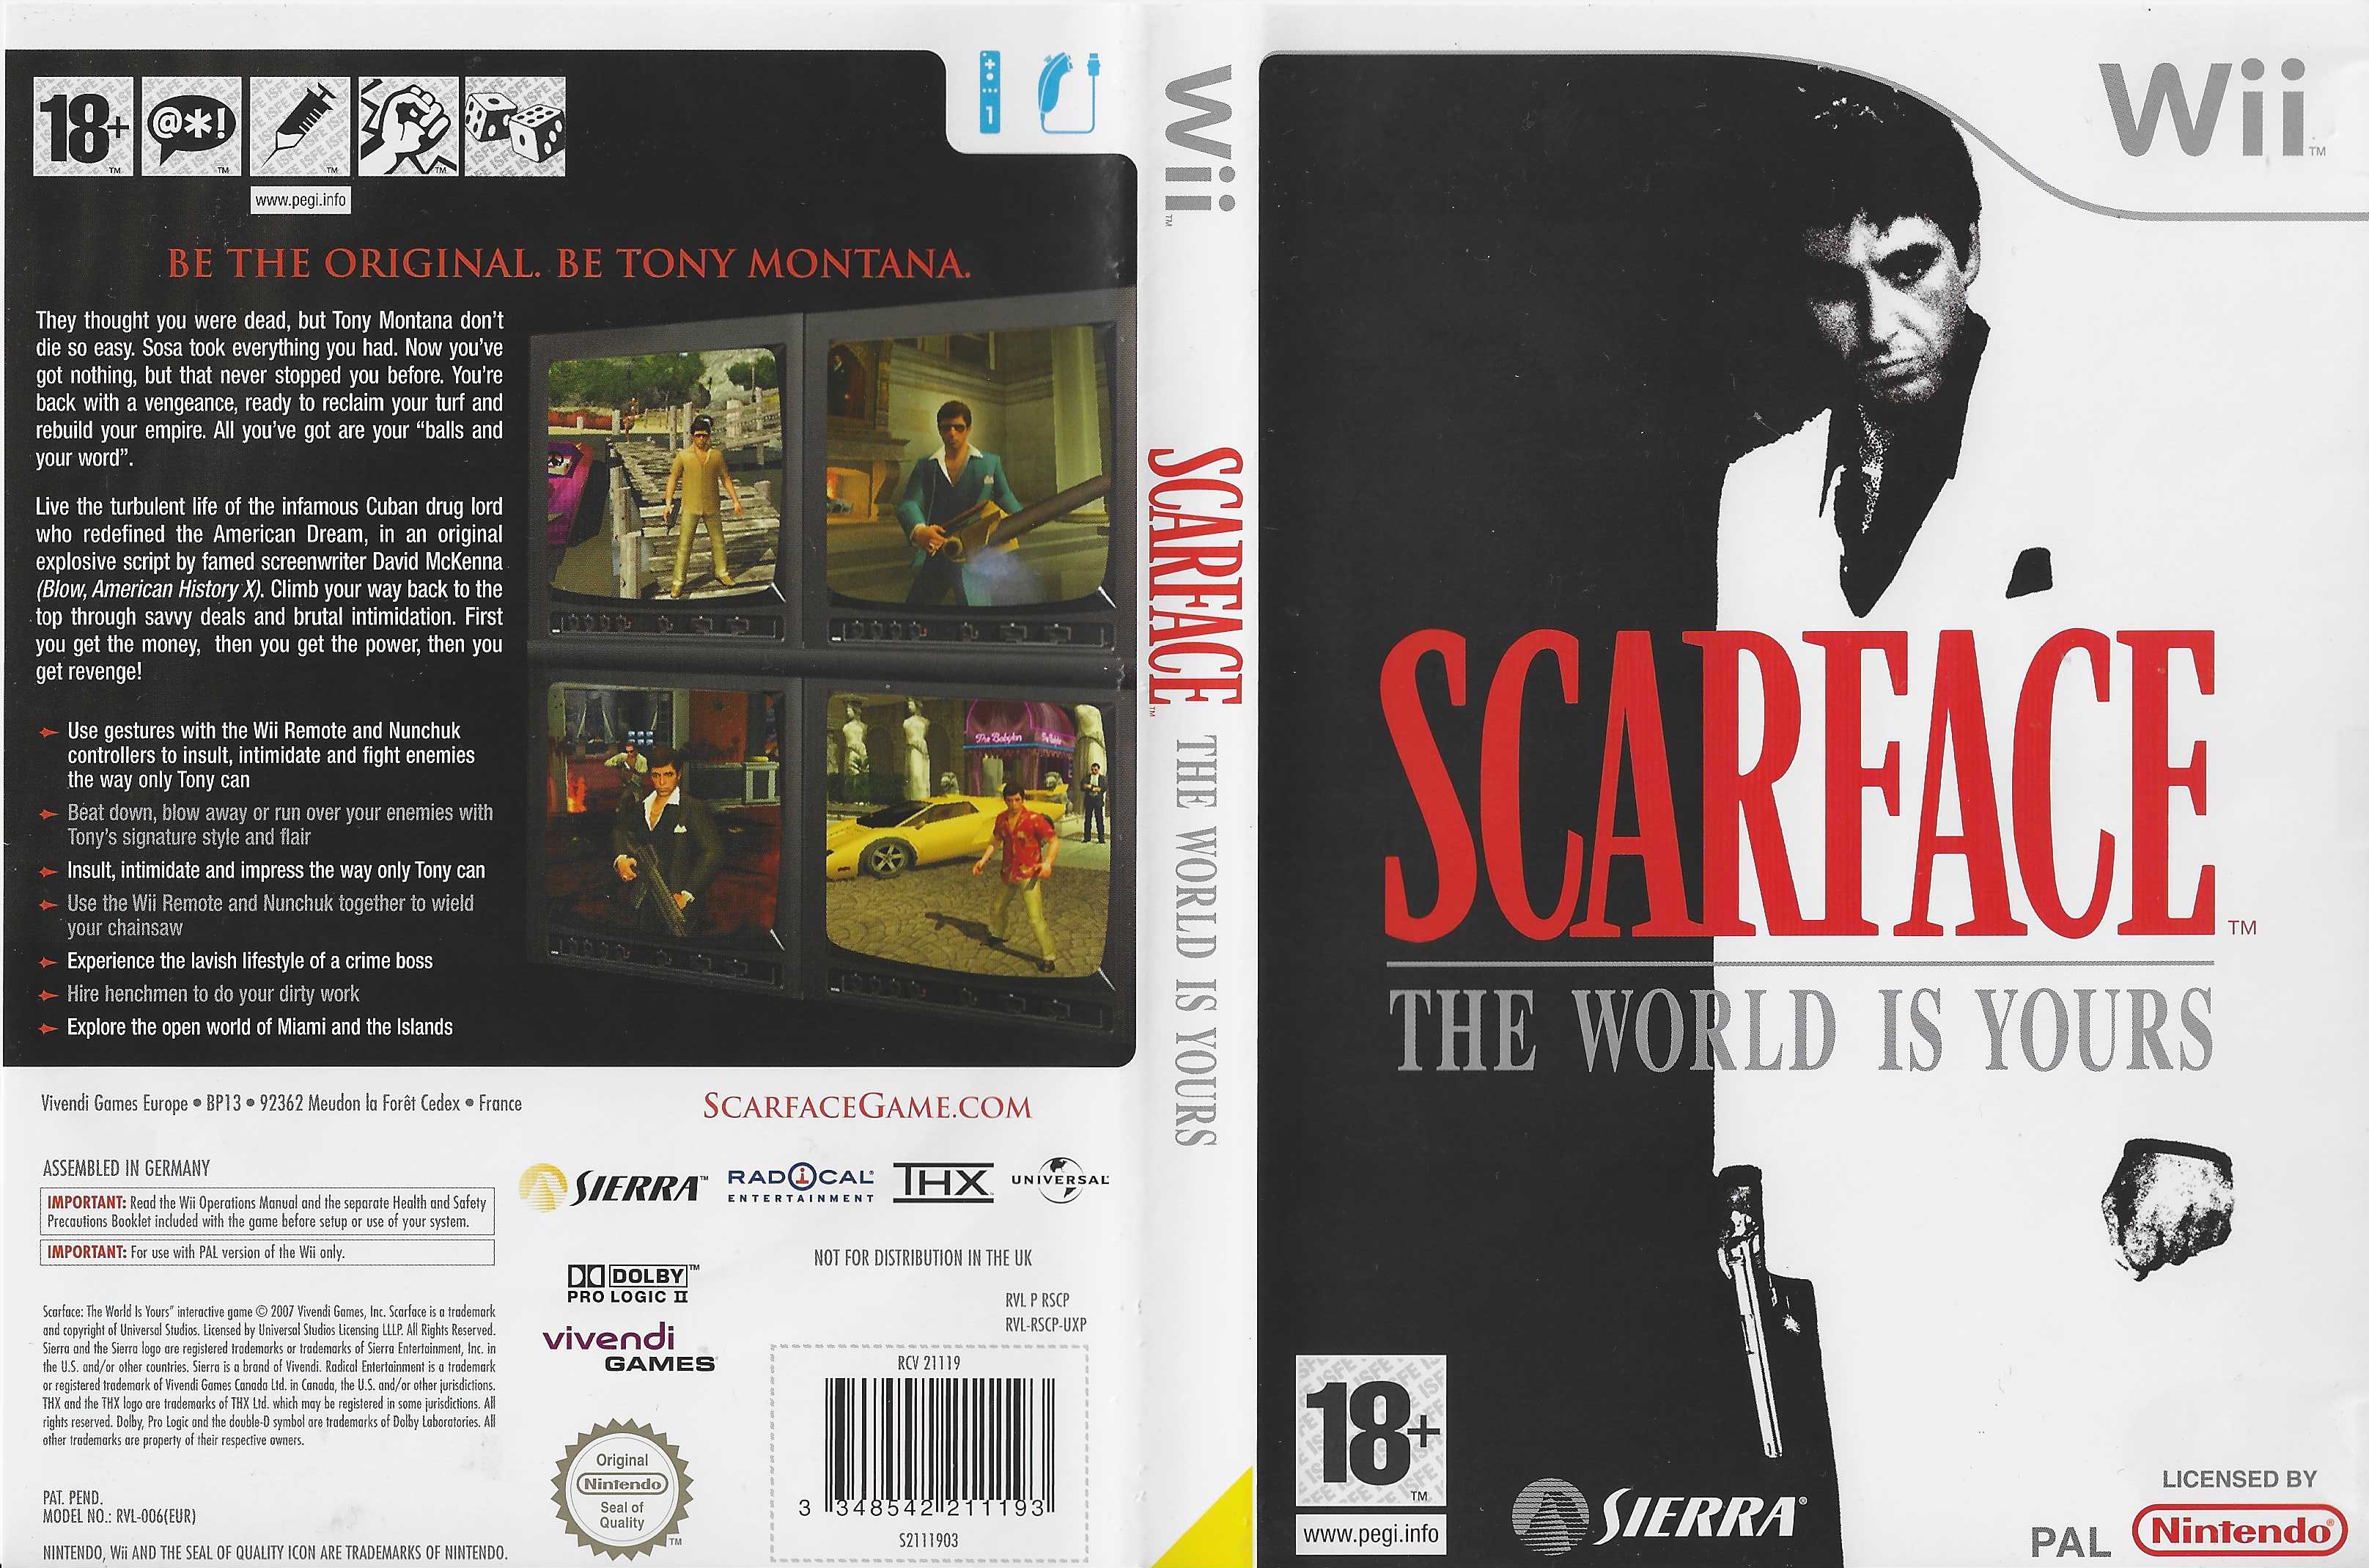 18+
@*!
www.pegi.info
1
BE THE ORIGINAL. BE TONY MONTANA.
They thought you were dead, but Tony Montana don't
die so easy. Sosa took everything you had. Now you've
got nothing, but that never stopped you before. You're
back with a vengeance, ready to reclaim your turf and
rebuild your empire. All you've got are your “balls and
your word”.
Live the turbulent life of the infamous Cuban drug lord
who redefined the American Dream, in an original
explosive script by famed screenwriter David McKenna
(Blow, American History X). Climb your way back to the
top through savvy deals and brutal intimidation. First
you get the money, then you get the power, then you
get revenge!
Use gestures with the Wii Remote and Nunchuk
controllers to insult, intimidate and fight enemies
the way only Tony can
Beat down, blow away or run over your enemies with
Tony's signature style and flair
Insult, intimidate and impress the way only Tony can
Use the Wii Remote and Nunchuk together to wield
your chainsaw
Experience the lavish lifestyle of a crime boss
Hire henchmen to do your dirty work
Explore the open world of Miami and the Islands
The Babylon
Vivendi Games Europe • BP13 • 92362 Meudon la Forêt Cedex • France
SCARFACEGAME.COM
ASSEMBLED IN GERMANY
IMPORTANT: Read the Wii Operations Manual and the separate Health and Safety
Precautions Booklet included with the game before setup or use of your system.
IMPORTANT: For use with PAL version of the Wii only.
SIERRA™
RADICAL®
ENTERTAINMENT
THX
UNIVERSAL
NOT FOR DISTRIBUTION IN THE UK
DOLBY™
PRO LOGIC II
RVL P RSCP
RVL-RSCP-UXP
vivendi
GAMES
Scarface: The World Is Yours" interactive game © 2007 Vivendi Games, Inc. Scarface is a trademark
and copyright of Universal Studios. Licensed by Universal Studios Licensing LLLP. All Rights Reserved.
Sierra and the Sierra logo are registered trademarks or trademarks of Sierra Entertainment, Inc. in
the U.S. and/or other countries. Sierra is a brand of Vivendi. Radical Entertainment is a trademark
or registered trademark of Vivendi Games Canada Ltd. in Canada, the U.S. and/or other jurisdictions.
THX and the THX logo are trademarks of THX Ltd. which may be registered in some jurisdictions. All
rights reserved. Dolby, Pro Logic and the double-D symbol are trademarks of Dolby Laboratories. All
other trademarks are property of their respective owners.
RCV 21119
3 348542 211193
S2111903
Original
Nintendo
Seal of
Quality
™
PAT. PEND.
MODEL NO.: RVL-006(EUR)
NINTENDO, Wii AND THE SEAL OF QUALITY ICON ARE TRADEMARKS OF NINTENDO.
Wii™
SCARFACE™
THE WORLD IS YOURS
Wii™
SCARFACE™
THE WORLD IS YOURS
18+
™
www.pegi.info
SIERRA®
LICENSED BY
PAL
Nintendo®